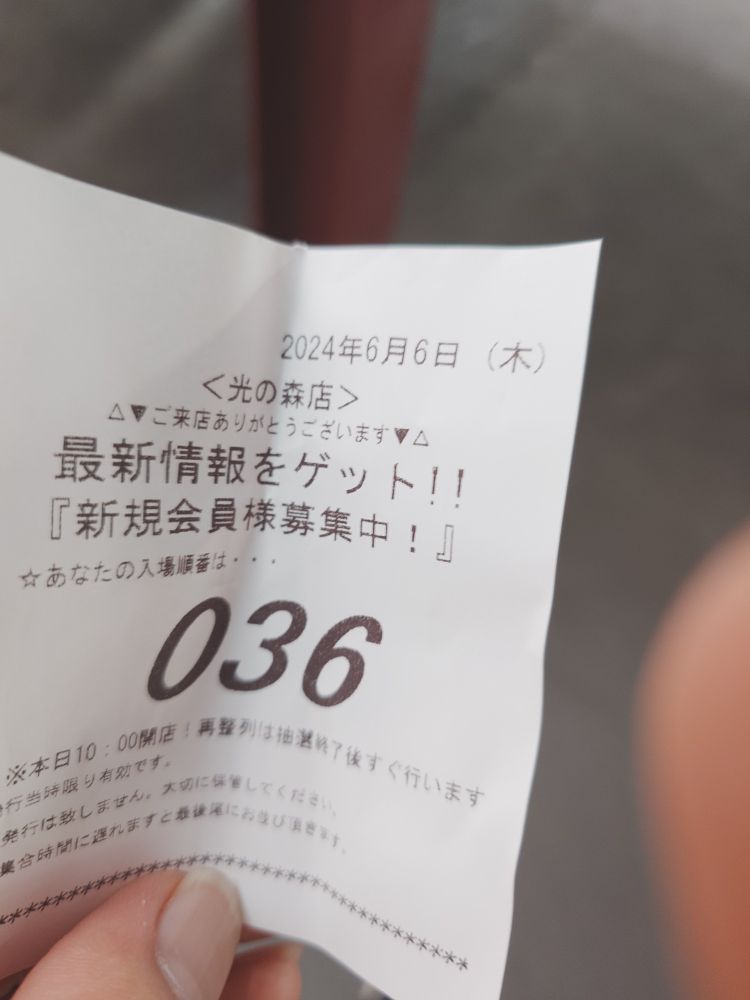 2024年6月6日 （木）
＜光の森店＞
△▼ご来店ありがとうございます▼△
最新情報をゲット!!
『新規会員様募集中！』
☆あなたの入場順番は・・・
036
※本日10：00開店！再整列は抽選終了後すぐ行います
発行当時限り有効です。
発行は致しません。大切に保管してください。
集合時間に遅れますと最後尾にお並び頂きます。
***********************************